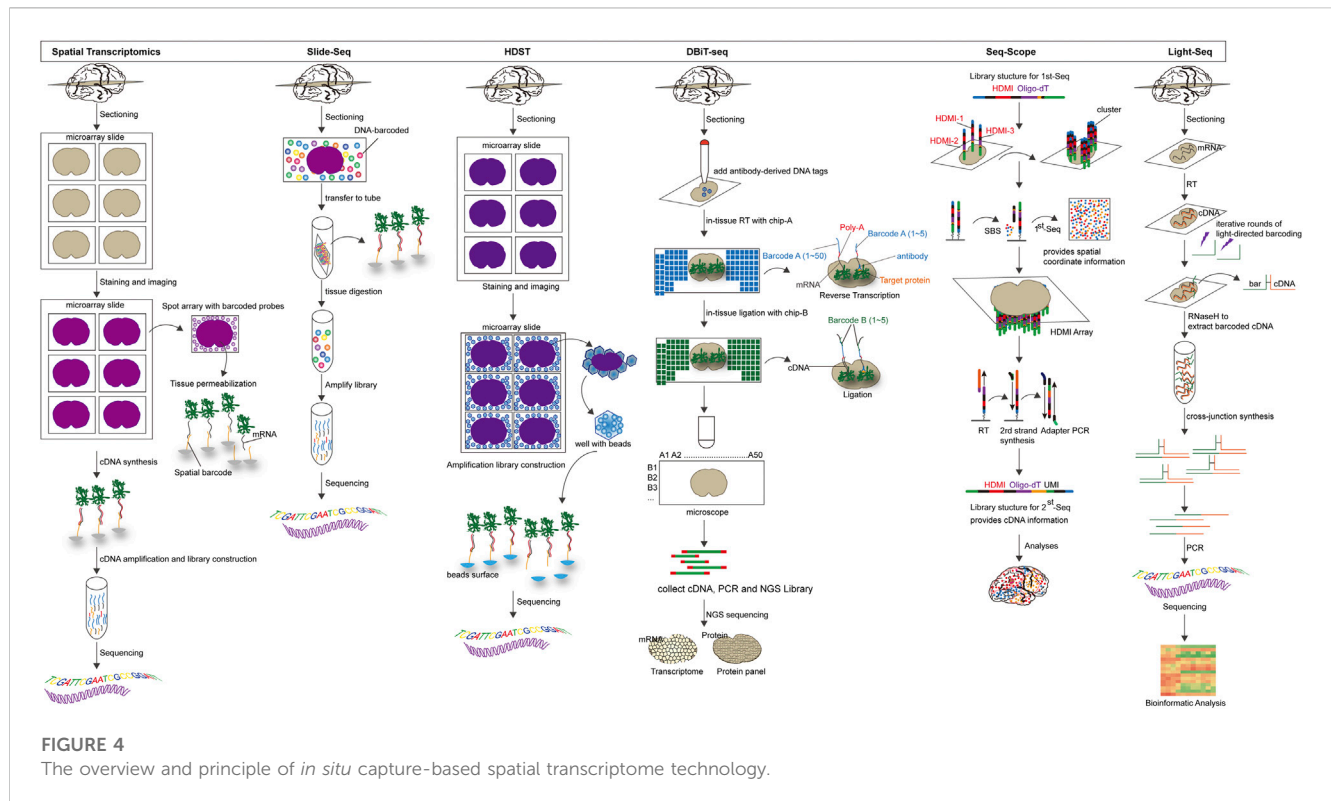 Spatial Transcriptomics
Slide-Seq
HDST
DBiT-seq
Seq-Scope
Light-Seq
Sectioning
microarray slide
Staining and imaging
microarray slide
Spot arrary with barcoded probes
Tissue permeabilization
mRNA
Spatial barcode
cDNA synthesis
cDNA amplification and library construction
Sequencing
Sectioning
DNA-barcoded
transfer to tube
tissue digestion
Amplify library
Sequencing
Sectioning
microarray slide
Staining and imaging
microarray slide
well with beads
Amplification library construction
beads surface
Sequencing
Sectioning
add antibody-derived DNA tags
in-tissue RT with chip-A
Poly-A
Barcode A (1~5)
Barcode A (1~50)
antibody
mRNA
Target protein
Reverse Transcription
in-tissue ligation with chip-B
Barcode B (1~5)
cDNA
Ligation
A1 A2 ........................A50
B1
B2
B3
...
microscope
collect cDNA, PCR and NGS Library
NGS sequencing
mRNA
Protein
Transcriptome
Protein panel
Library stucture for 1st-Seq
HDMI Oligo-dT
cluster
HDMI-1
HDMI-2
HDMI-3
SBS
1st Seq
provides spatial
coordinate information
HDMI Array
RT
2rd strand
synthesis
Adapter PCR
HDMI Oligo-dT UMI
Library stucture for 2st-Seq
provides cDNA information
Analyses
Sectioning
mRNA
RT
cDNA
iterative rounds of
light-directed barcoding
bar
cDNA
RNaseH to
extract barcoded cDNA
cross-junction synthesis
PCR
Sequencing
Bioinformatic Analysis
FIGURE 4
The overview and principle of in situ capture-based spatial transcriptome technology.